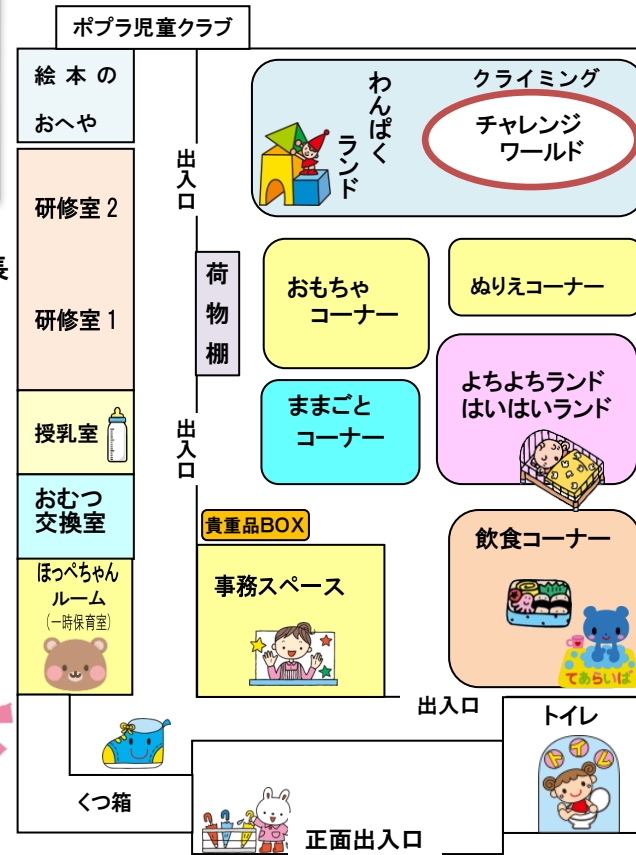 ポプラ児童クラブ
絵本の
おへや
研修室2
研修室1
授乳室
おむつ
交換室
ほっぺちゃん
ルーム
(一時保育室)
くつ箱
長
出入口
荷物棚
出入口
貴重品BOX
事務スペース
わんぱく
ランド
クライミング
チャレンジ
ワールド
おもちゃ
コーナー
ぬりえコーナー
ままごと
コーナー
よちよちランド
はいはいランド
飲食コーナー
てあらいば
出入口
トイレ
トイレ
正面出入口